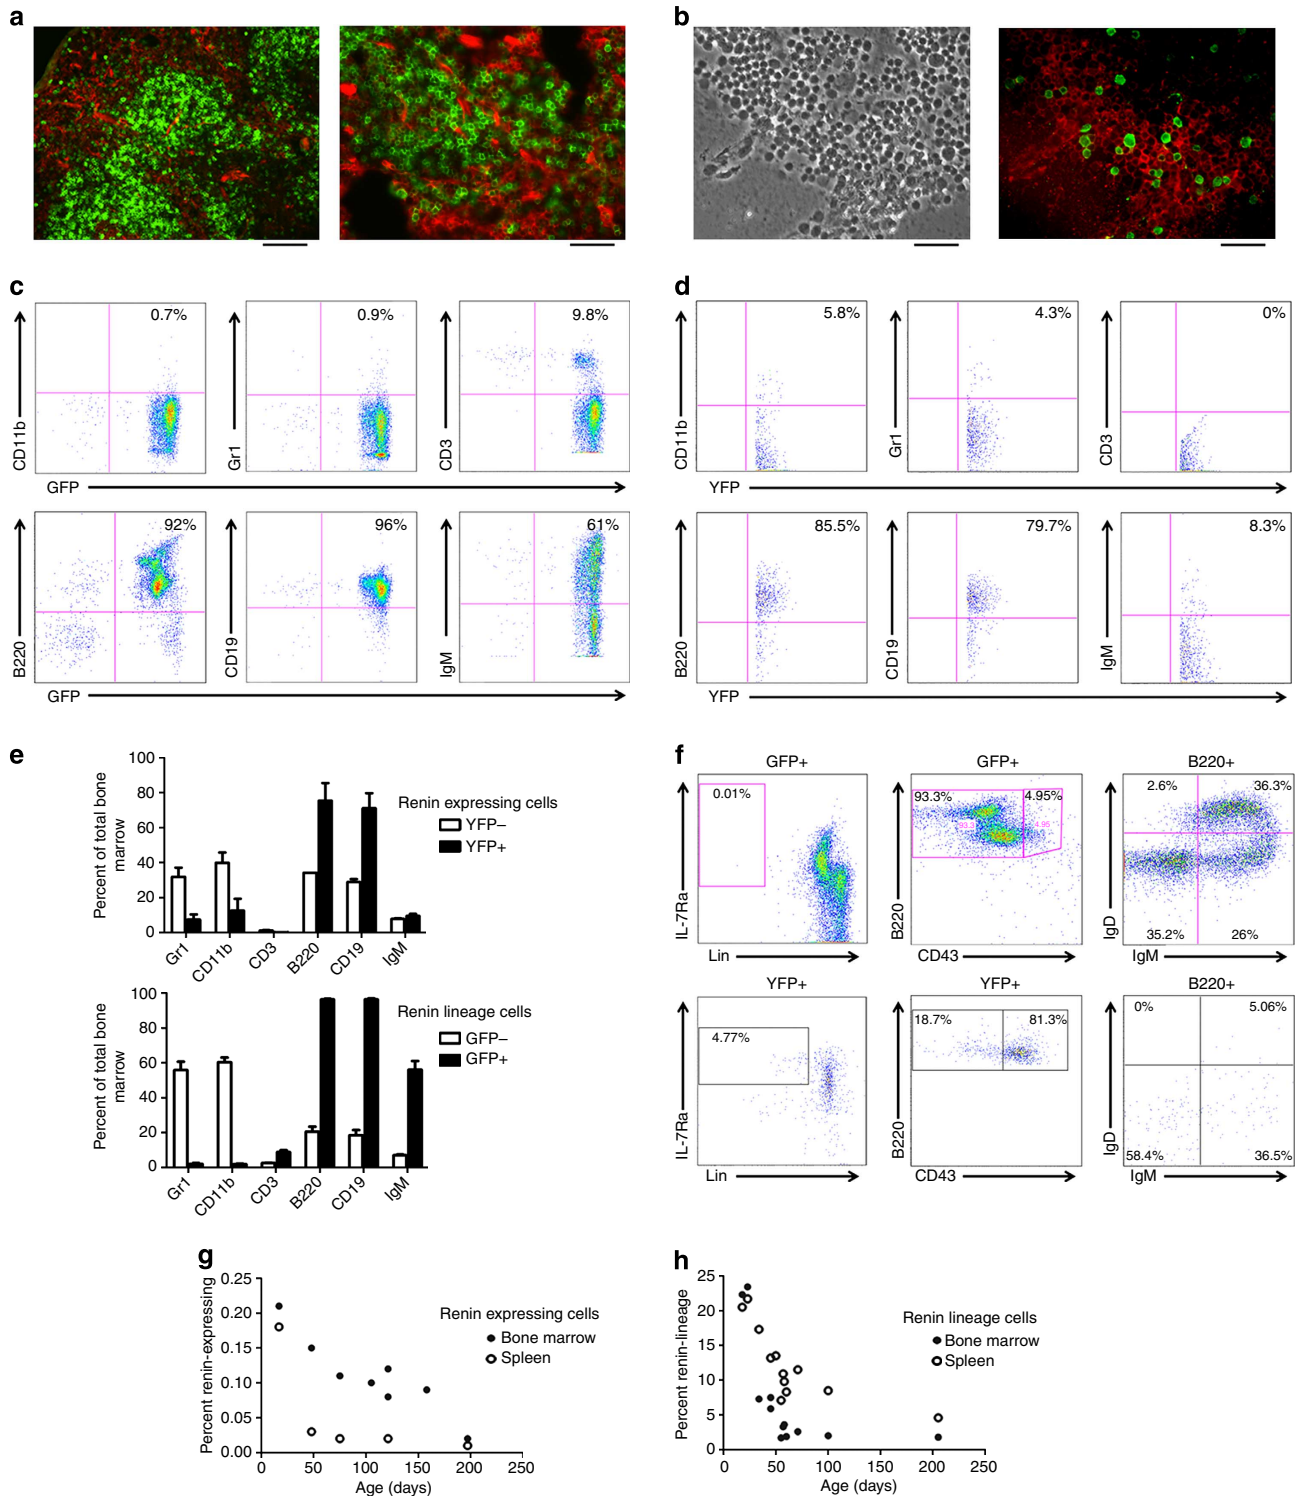 a
b
c
0.7%
0.9%
9.8%
CD11b
Gr1
CD3
GFP
92%
96%
61%
B220
CD19
IgM
GFP
d
5.8%
4.3%
0%
CD11b
Gr1
CD3
YFP
85.5%
79.7%
8.3%
B220
CD19
IgM
YFP
e
Percent of total bone
marrow
100
80
60
40
20
0
Gr1
CD11b
CD3
B220
CD19
IgM
Renin expressing cells
YFP–
YFP+
Percent of total bone
marrow
100
80
60
40
20
0
Gr1
CD11b
CD3
B220
CD19
IgM
Renin lineage cells
GFP–
GFP+
f
GFP+
0.01%
IL-7Ra
Lin
GFP+
93.3%
4.95%
B220
CD43
B220+
2.6%
36.3%
35.2%
26%
IgD
IgM
YFP+
4.77%
IL-7Ra
Lin
YFP+
18.7%
81.3%
B220
CD43
B220+
0%
5.06%
58.4%
36.5%
IgD
IgM
g
Percent renin-expressing
0.25
0.20
0.15
0.10
0.05
0.00
0
50
100
150
200
250
Age (days)
Renin expressing cells
Bone marrow
Spleen
h
Percent renin-lineage
25
20
15
10
5
0
0
50
100
150
200
250
Age (days)
Renin lineage cells
Bone marrow
Spleen